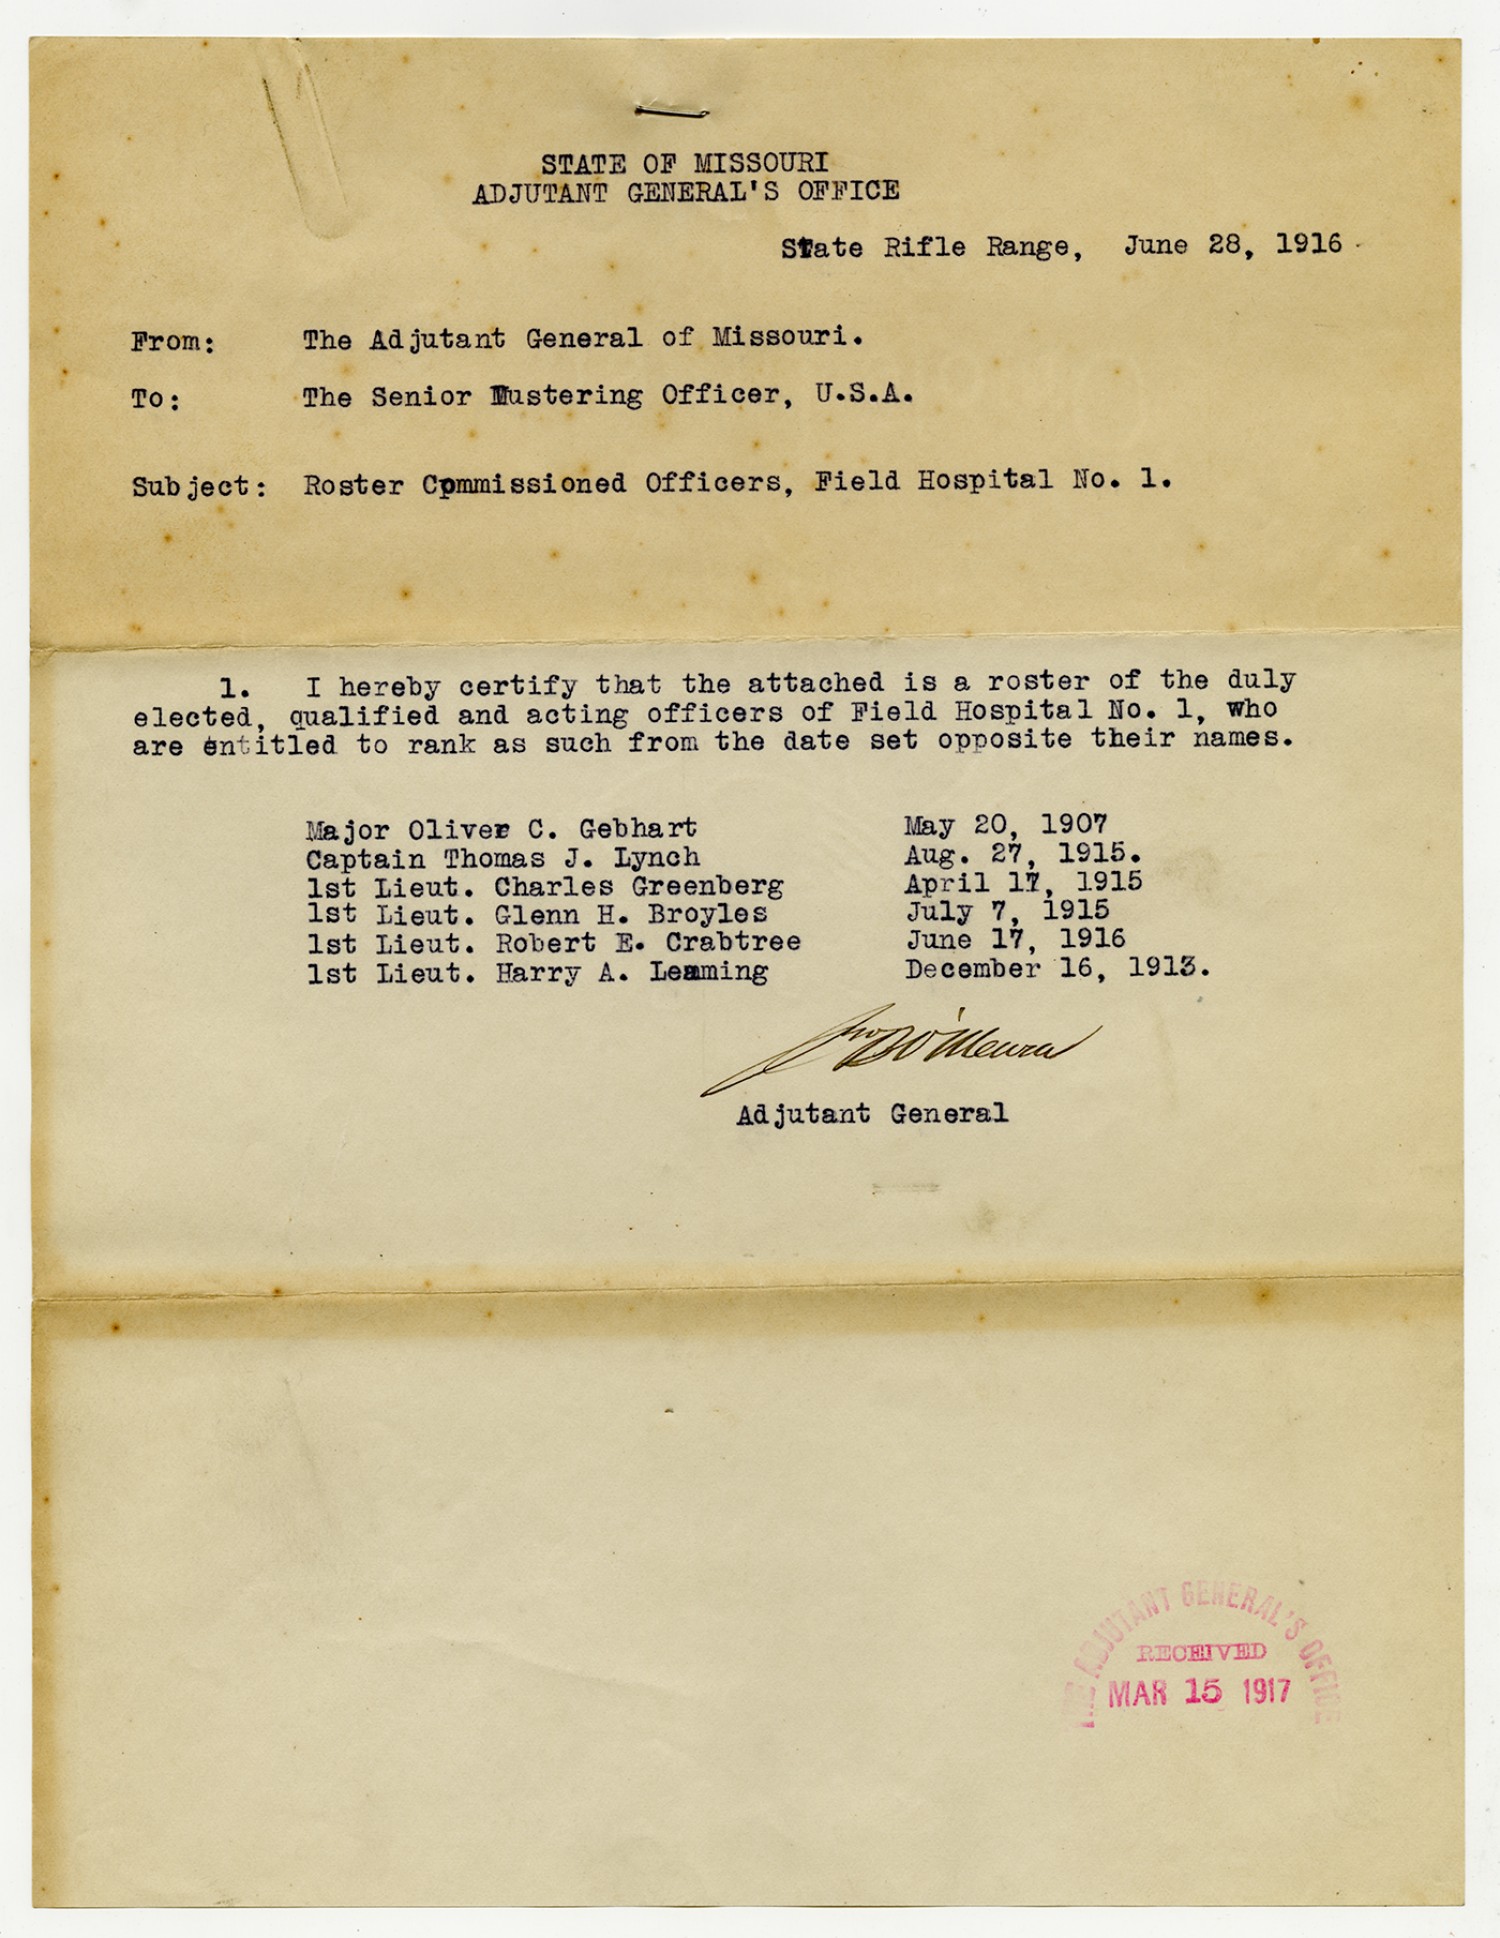 STATE OF MISSOURI
ADJUTANT GENERAL'S OFFICE
State Rifle Range, June 28, 1916
From: The Adjutant General of Missouri.
To: The Senior Mustering Officer, U.S.A.
Subject: Roster Commissioned Officers, Field Hospital No. 1.
1. I hereby certify that the attached is a roster of the duly
elected, qualified and acting officers of Field Hospital No. 1, who
are entitled to rank as such from the date set opposite their names.
Major Oliver C. Gebhart May 20, 1907
Captain Thomas J. Lynch Aug. 27, 1915.
1st Lieut. Charles Greenberg April 17, 1915
1st Lieut. Glenn H. Broyles July 7, 1915
1st Lieut. Robert E. Crabtree June 17, 1916
1st Lieut. Harry A. Leaming December 16, 1913.
Adjutant General
THE ADJUTANT GENERAL'S OFFICE
RECEIVED
MAR 15 1917